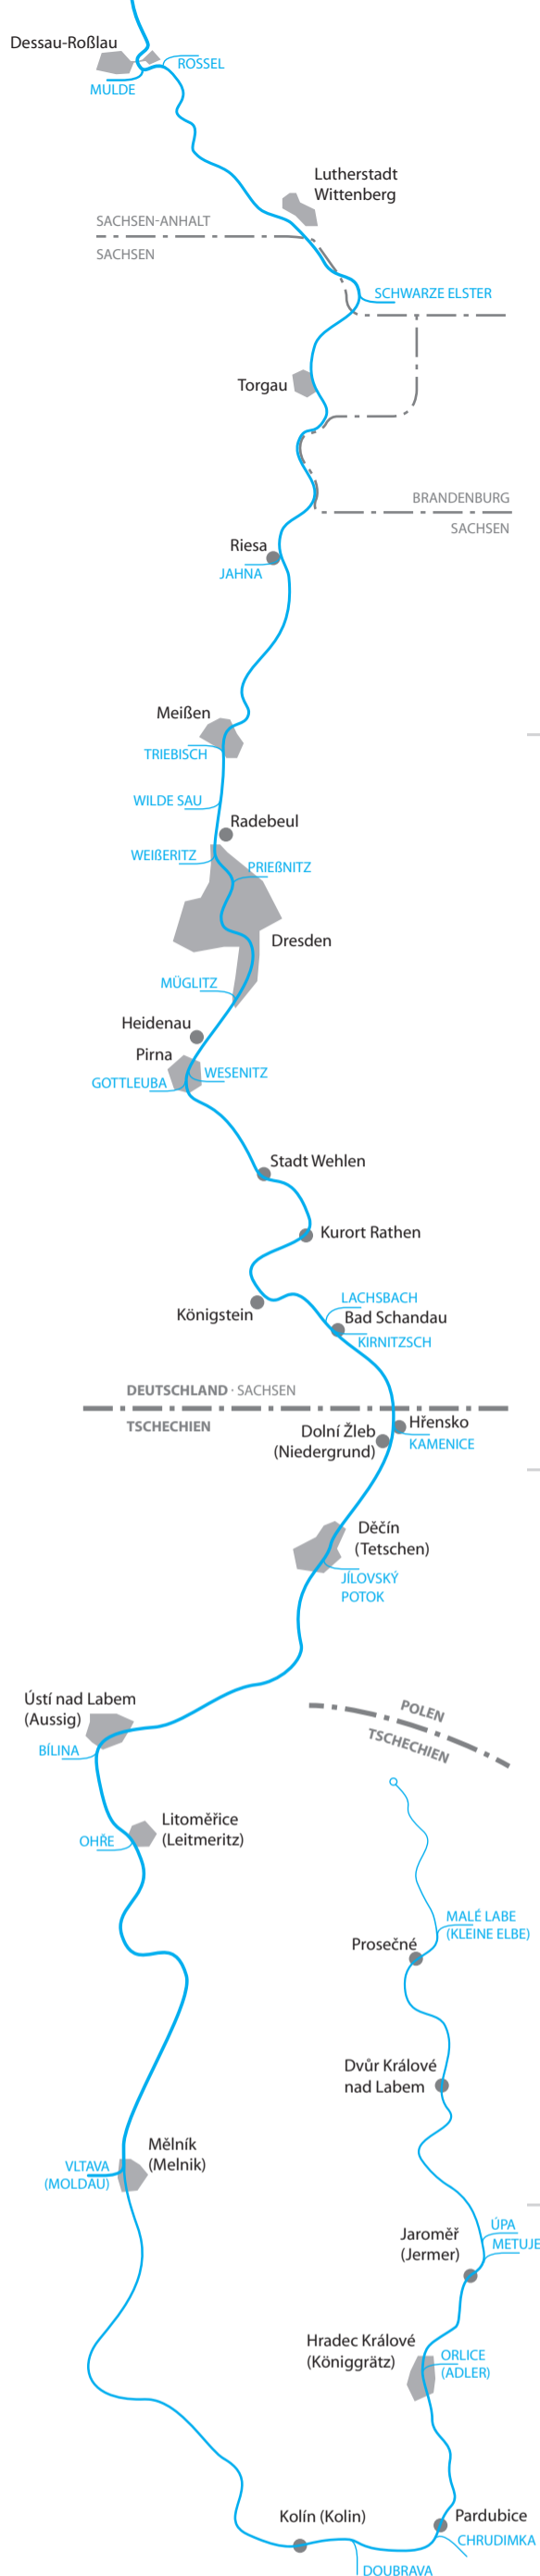 Dessau-Roßlau
ROSSEL
MULDE
Lutherstadt
Wittenberg
SACHSEN-ANHALT
SACHSEN
SCHWARZE ELSTER
Torgau
BRANDENBURG
SACHSEN
Riesa
JAHNA
Meißen
TRIEBISCH
WILDE SAU
Radebeul
WEIßERITZ
PRIEßNITZ
Dresden
MÜGLITZ
Heidenau
Pirna
WESENITZ
GOTTLEUBA
Stadt Wehlen
Kurort Rathen
LACHSBACH
Königstein
Bad Schandau
KIRNITZSCH
DEUTSCHLAND · SACHSEN
TSCHECHIEN
Hřensko
Dolní Žleb
(Niedergrund)
KAMENICE
Děčín
(Tetschen)
JÍLOVSKÝ
POTOK
Ústí nad Labem
(Aussig)
POLEN
TSCHECHIEN
BÍLINA
Litoměřice
(Leitmeritz)
OHŘE
MALÉ LABE
(KLEINE ELBE)
Prosečné
Dvůr Králové
nad Labem
Mělník
(Melnik)
VLTAVA
(MOLDAU)
ÚPA
METUJE
Jaroměř
(Jermer)
Hradec Králové
(Königgrätz)
ORLICE
(ADLER)
Kolín (Kolin)
Pardubice
CHRUDIMKA
DOUBRAVA